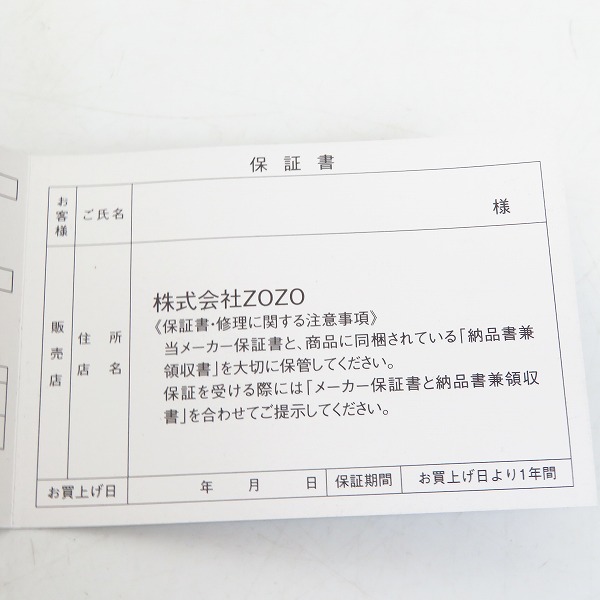 保証書
お客様
ご氏名
様
販売店
住所
店名
株式会社ZOZO
《保証書・修理に関する注意事項》
当メーカー保証書と、商品に同梱されている「納品書兼
領収書」を大切に保管してください。
保証を受ける際には「メーカー保証書と納品書兼領収
書」を合わせてご提示してください。
お買上げ日
年 月 日
保証期間
お買上げ日より1年間